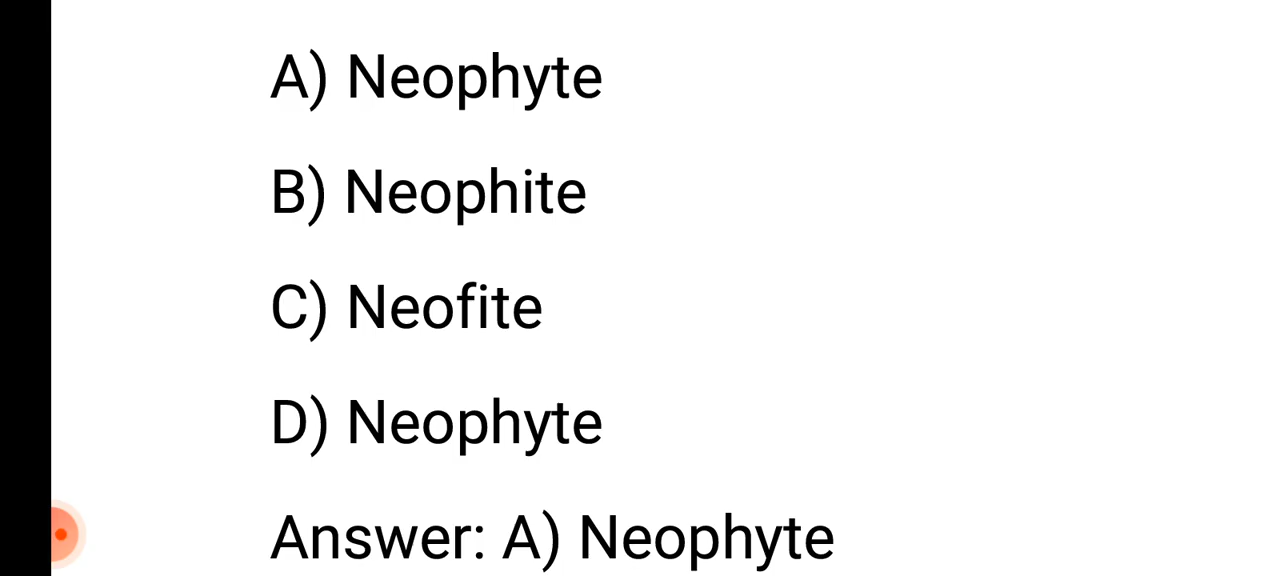 A) Neophyte
B) Neophite
C) Neofite
D) Neophyte
Answer: A) Neophyte